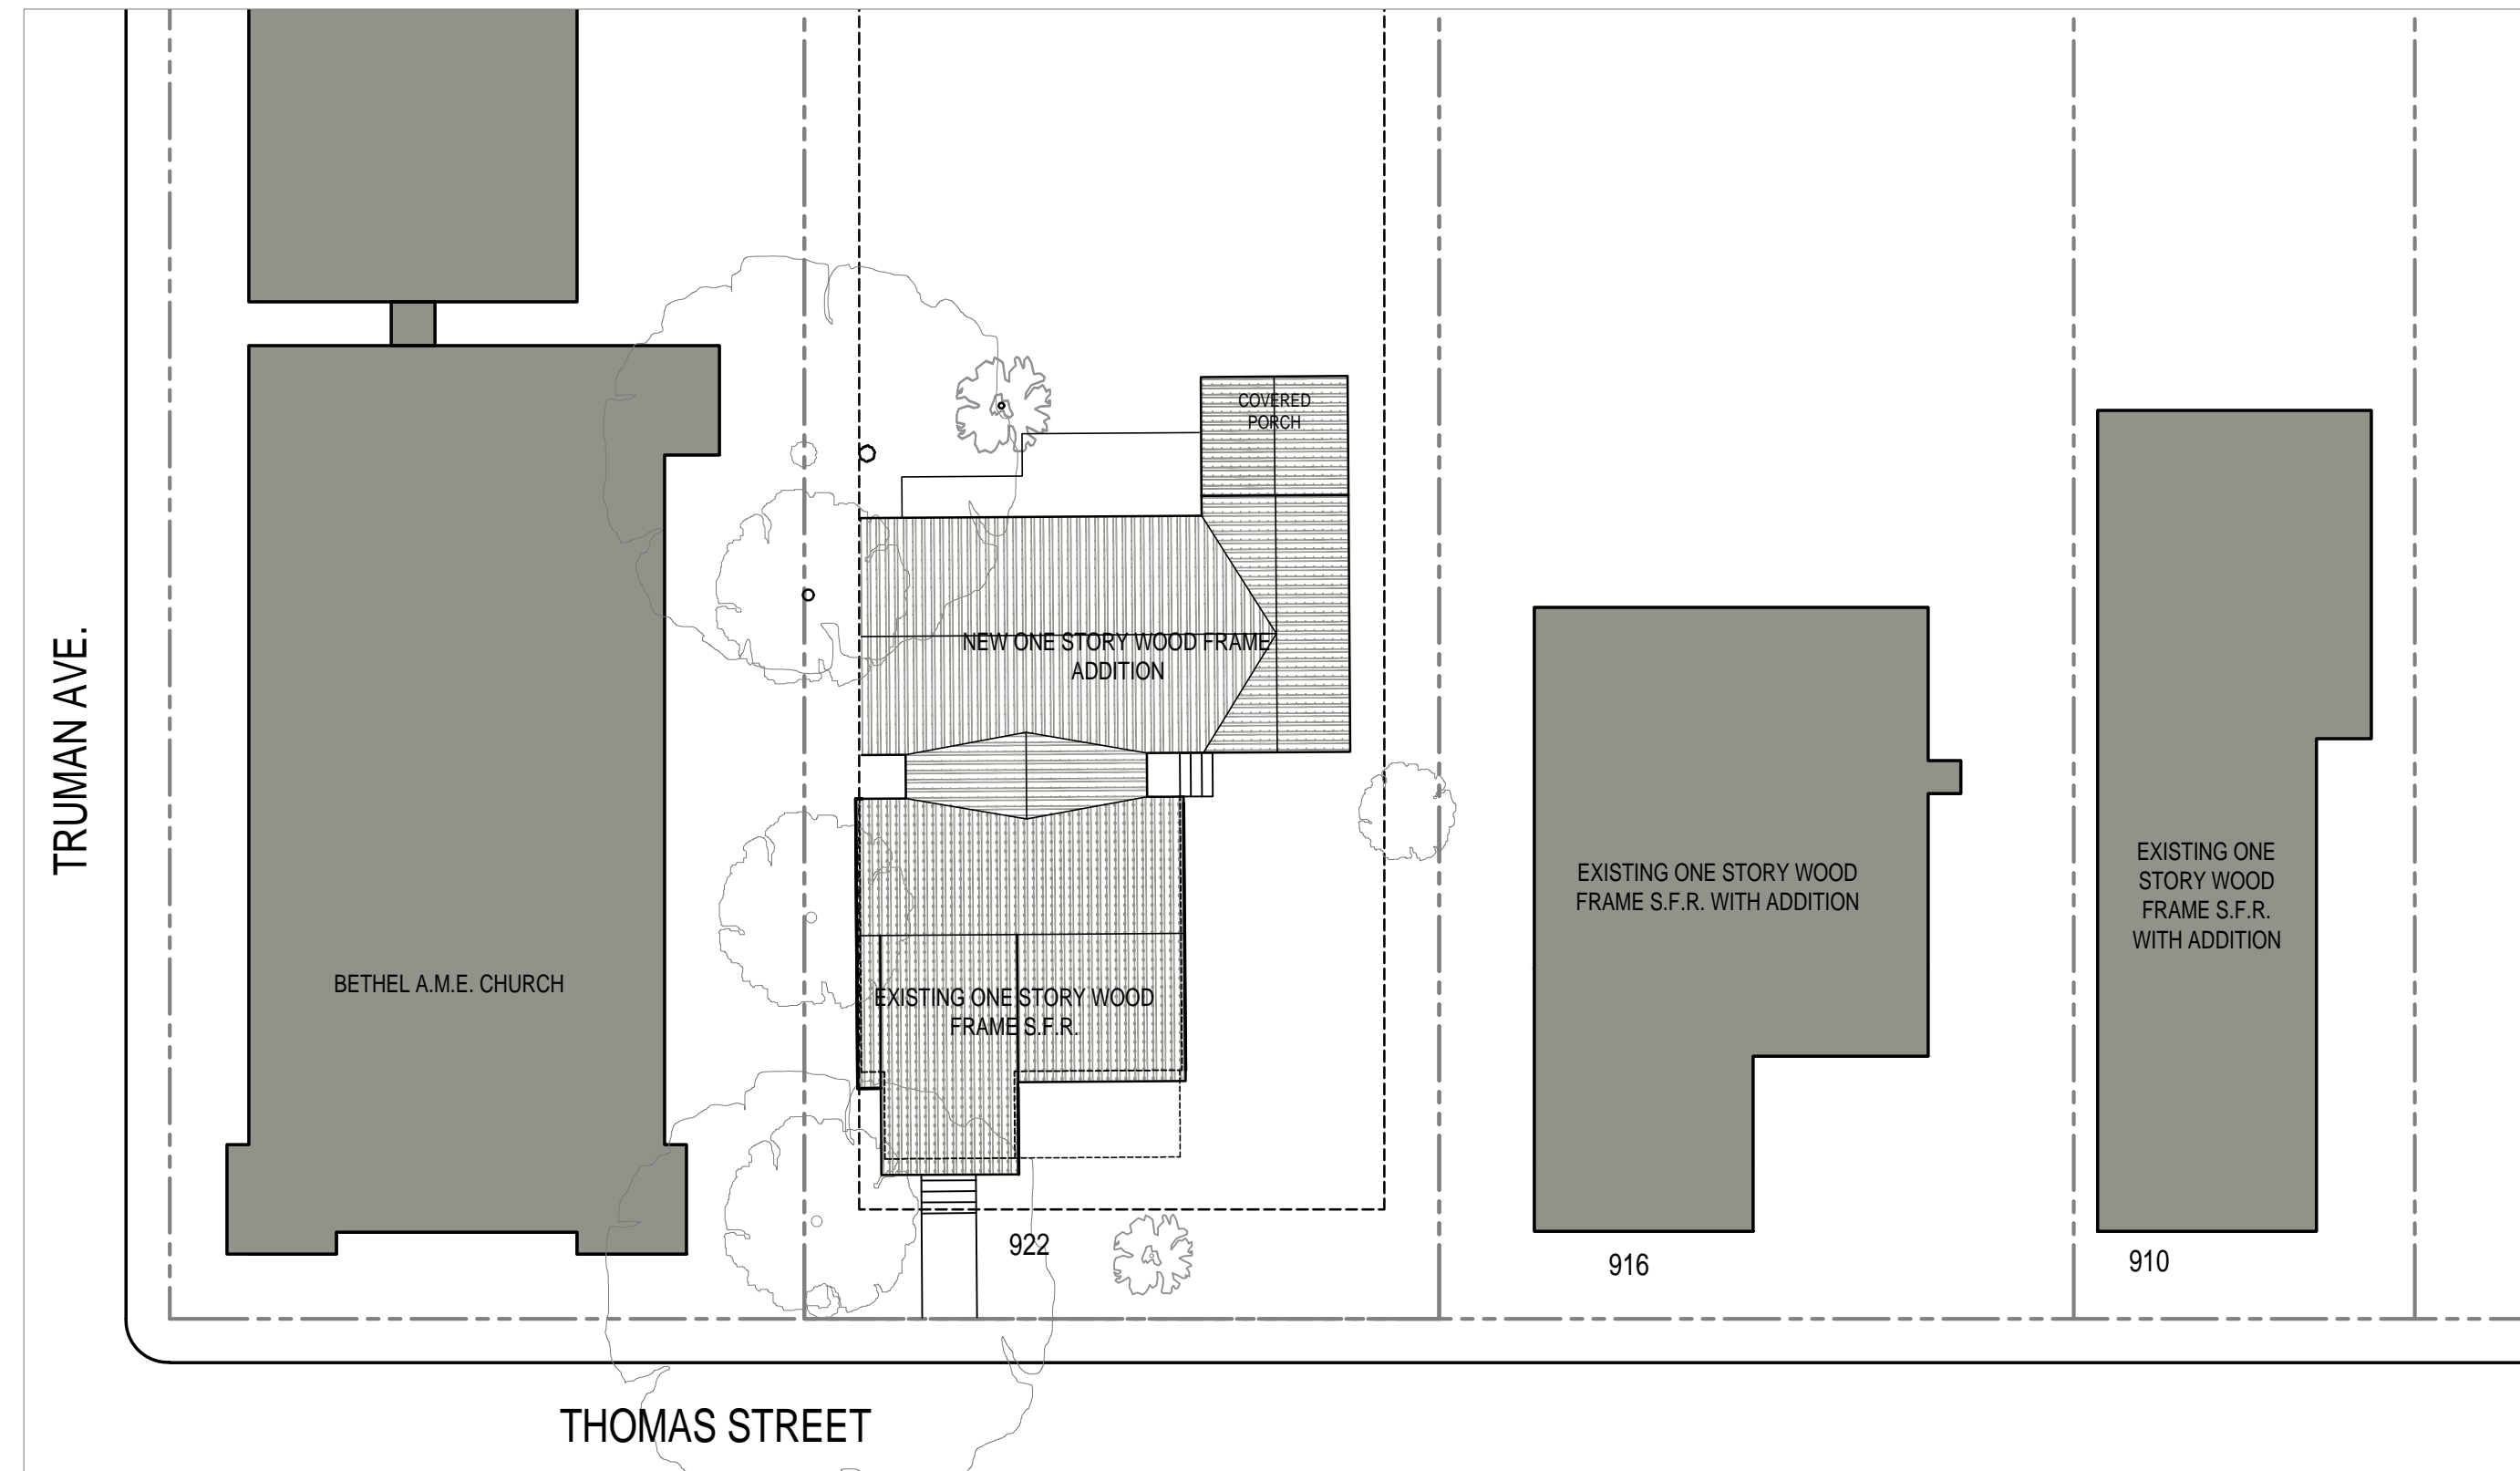 COVERED
PORCH
NEW ONE STORY WOOD FRAME
ADDITION
TRUMAN AVE.
EXISTING ONE STORY WOOD
FRAME S.F.R. WITH ADDITION
EXISTING ONE
STORY WOOD
FRAME S.F.R.
WITH ADDITION
BETHEL A.M.E. CHURCH
EXISTING ONE STORY WOOD
FRAME S.F.R.
922
916
910
THOMAS STREET